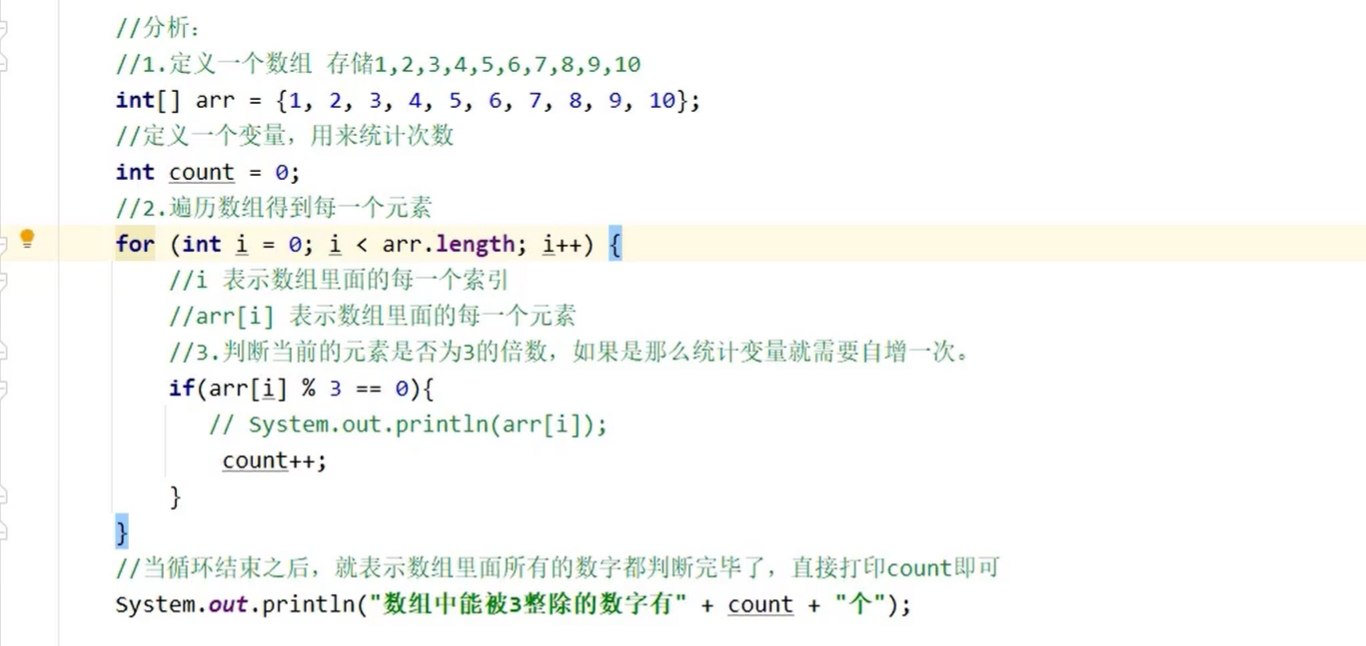 //分析：
//1.定义一个数组 存储1,2,3,4,5,6,7,8,9,10
int[] arr = {1, 2, 3, 4, 5, 6, 7, 8, 9, 10};
//定义一个变量，用来统计次数
int count = 0;
//2.遍历数组得到每一个元素
for (int i = 0; i < arr.length; i++) {
//i 表示数组里面的每一个索引
//arr[i] 表示数组里面的每一个元素
//3.判断当前的元素是否为3的倍数，如果是那么统计变量就需要自增一次。
if(arr[i] % 3 == 0){
// System.out.println(arr[i]);
count++;
}
}
//当循环结束之后，就表示数组里面所有的数字都判断完毕了，直接打印count即可
System.out.println("数组中能被3整除的数字有" + count + "个");